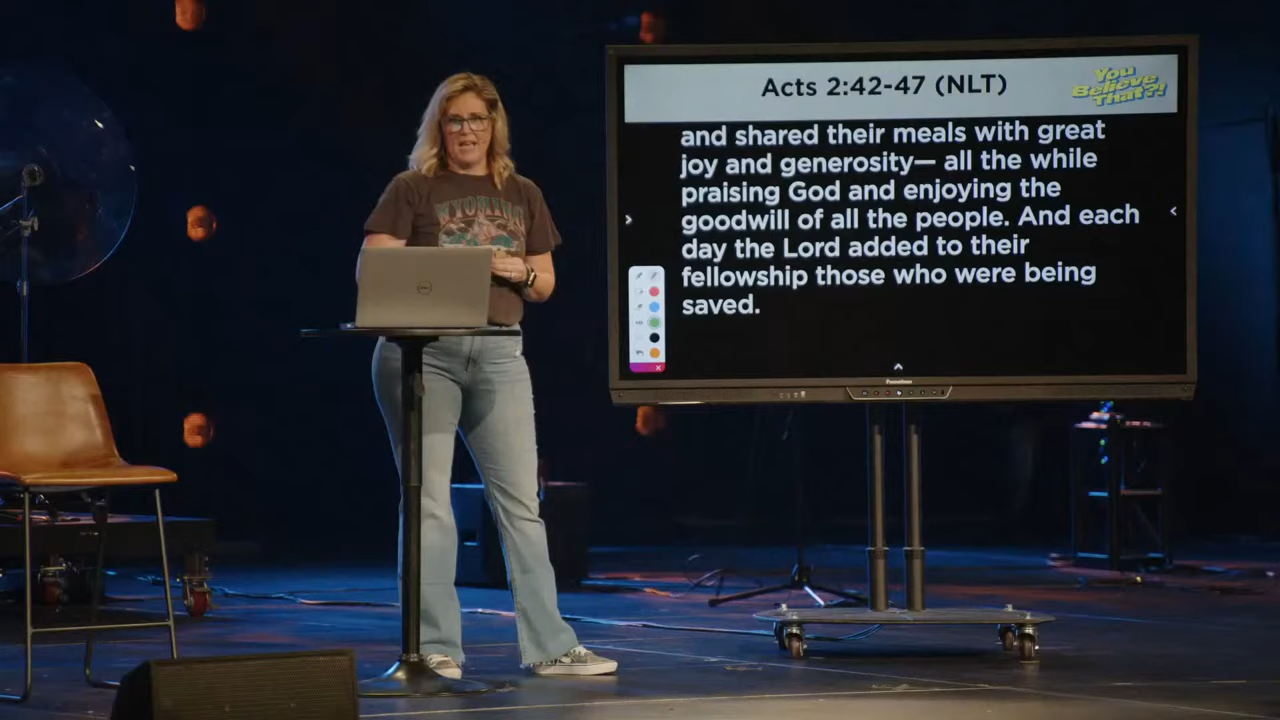 Acts 2:42-47 (NLT)
You
Believe
That?!
and shared their meals with great
joy and generosity— all the while
praising God and enjoying the
goodwill of all the people. And each
day the Lord added to their
fellowship those who were being
saved.
WYOMING
DELL
Promethean